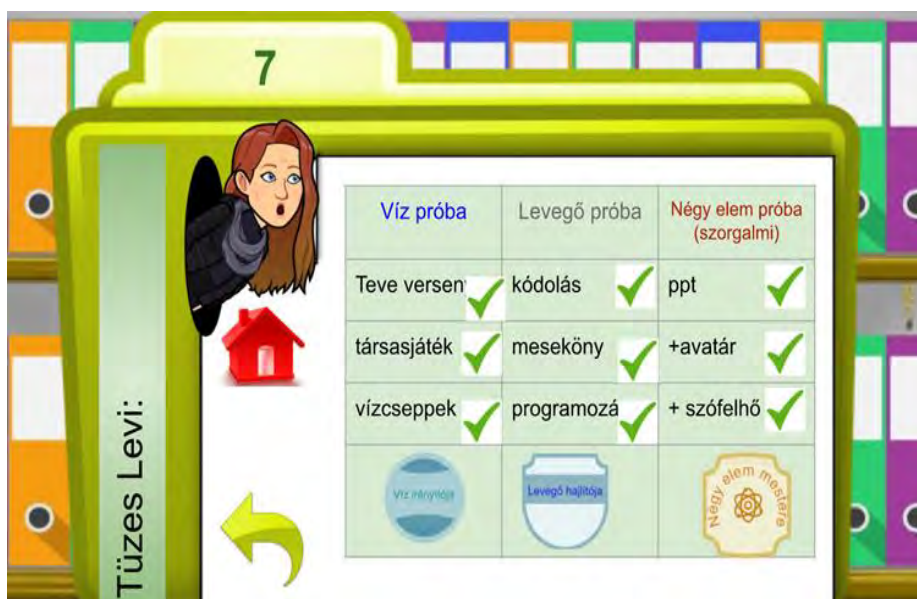 7
Tüzes Levi:
Víz próba
Levegő próba
Négy elem próba
(szorgalmi)
Teve versen
kódolás
ppt
társasjáték
meseköny
+avatár
vízcseppek
programozá
+ szófelhő
Víz irányítója
Levegő hajlítója
Négy elem mestere